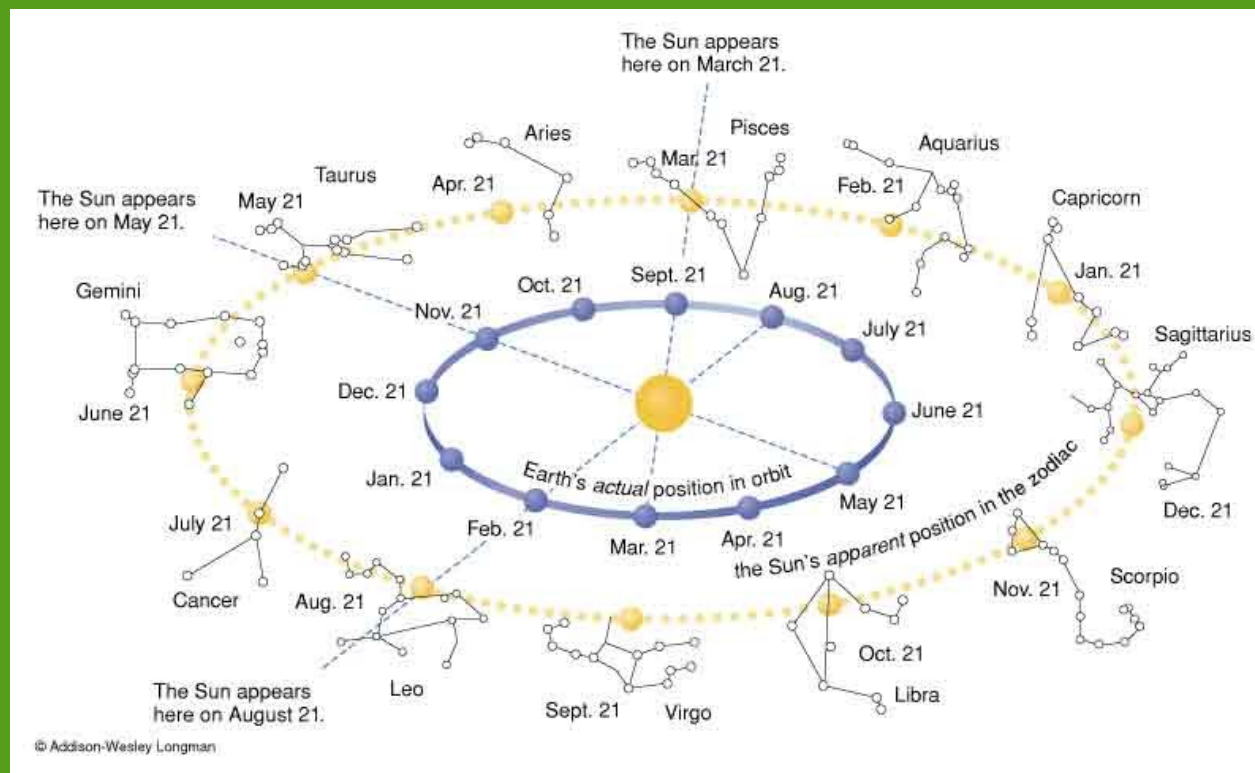 The Sun appears
here on March 21.
Aries
Pisces
Aquarius
Taurus
Apr. 21
Mar. 21
Feb. 21
Capricorn
The Sun appears
here on May 21.
May 21
Jan. 21
Gemini
Oct. 21
Sept. 21
Aug. 21
Nov. 21
July 21
Sagittarius
Dec. 21
June 21
June 21
Earth's actual position in orbit
Jan. 21
May 21
Dec. 21
July 21
Feb. 21
Mar. 21
Apr. 21
the Sun's apparent position in the zodiac
Cancer
Aug. 21
Nov. 21
Scorpio
Leo
Oct. 21
Libra
Sept. 21
Virgo
The Sun appears
here on August 21.
© Addison-Wesley Longman